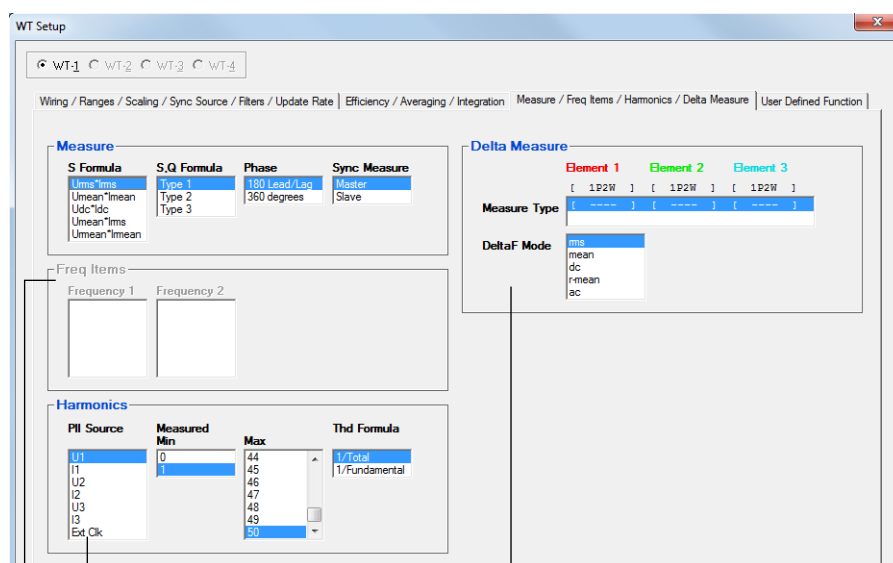 WT Setup
x
WT-1 WT-2 WT-3 WT-4
Wiring / Ranges / Scaling / Sync Source / Filters / Update Rate Efficiency / Averaging / Integration Measure / Freq Items / Harmonics / Delta Measure User Defined Function
Measure
S Formula S,Q Formula Phase Sync Measure
Urms*Irms Type 1 180 Lead/Lag Master
Umean*Imean Type 2 360 degrees Slave
Udc*Idc Type 3
Umean*Irms
Umean*Imean
Delta Measure
Element 1 Element 2 Element 3
[ 1P2W ] [ 1P2W ] [ 1P2W ]
Measure Type [ ---- ] [ ---- ] [ ---- ]
DeltaF Mode rms
mean
dc
r-mean
ac
Freq Items
Frequency 1 Frequency 2
Harmonics
Pll Source Measured Min Max Thd Formula
U1 0 44 1/Total
I1 1 45 1/Fundamental
U2 46
I2 47
U3 48
I3 49
Ext Clk 50